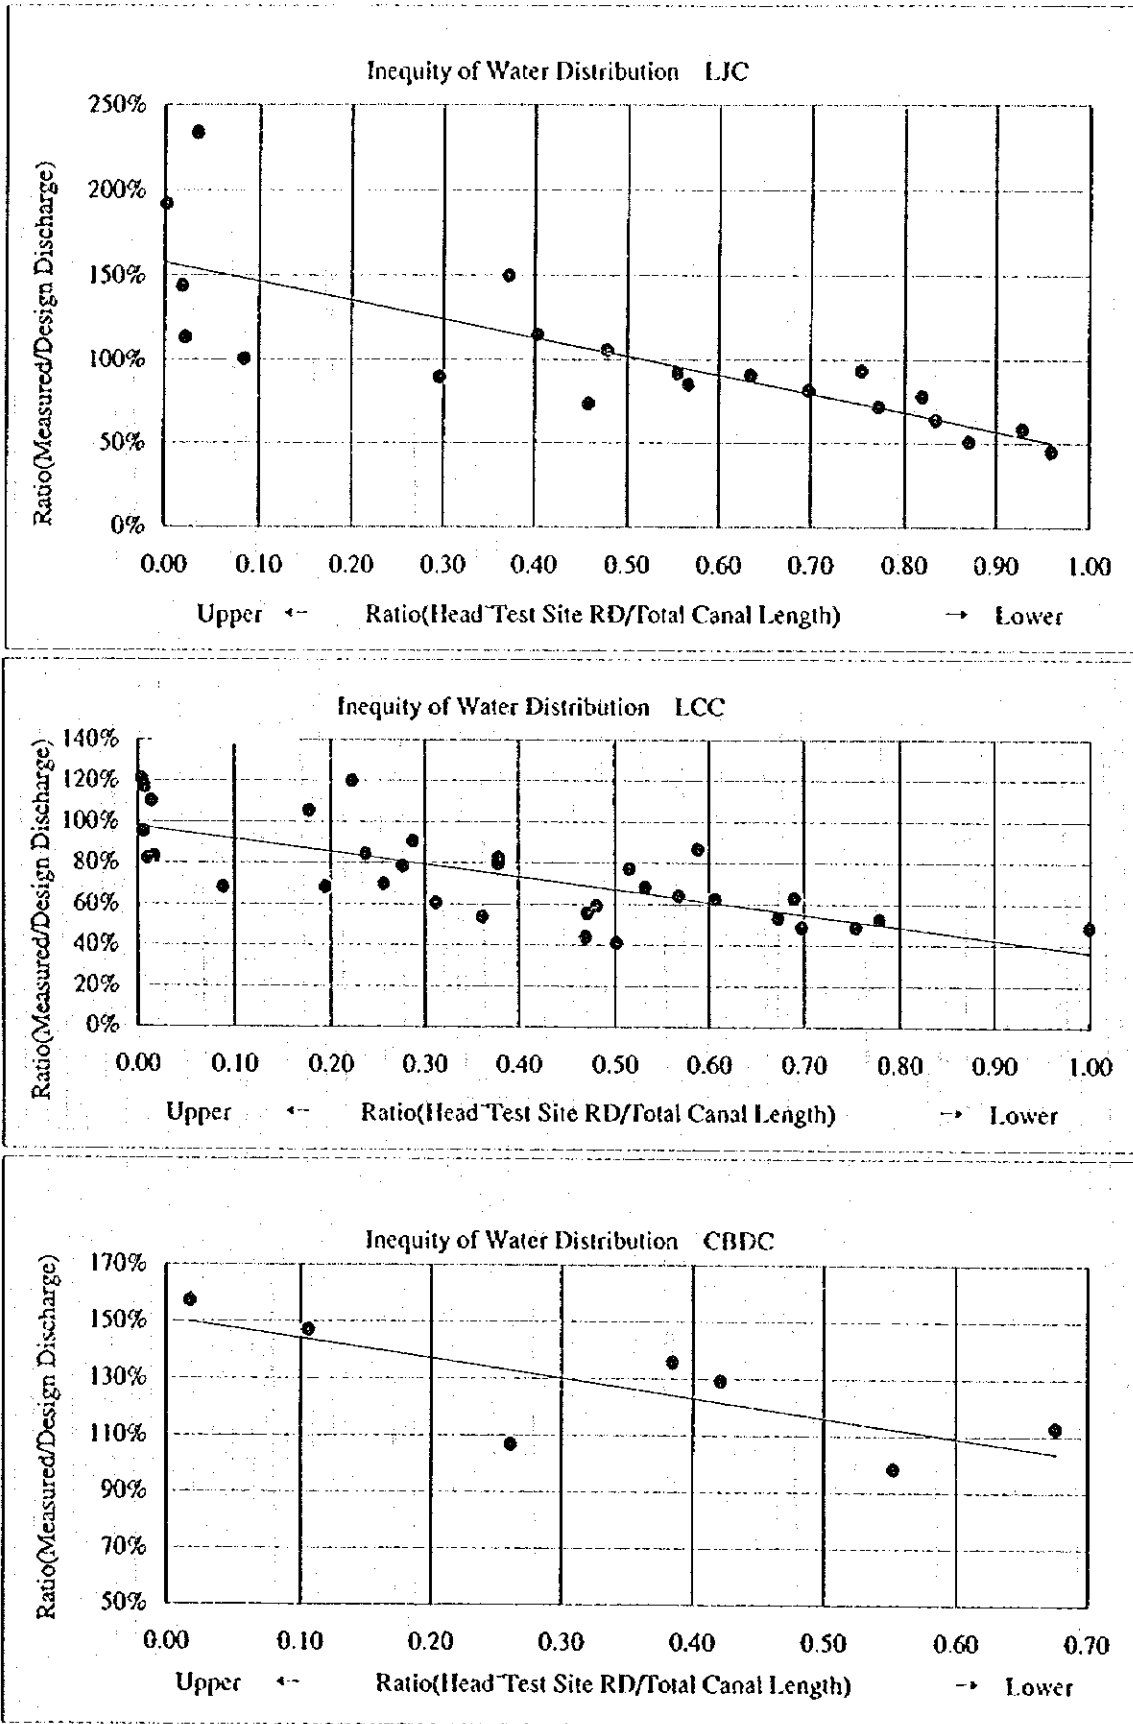 Inequity of Water Distribution LJC
250%
200%
150%
100%
50%
0%
Ratio(Measured/Design Discharge)
0.00 0.10 0.20 0.30 0.40 0.50 0.60 0.70 0.80 0.90 1.00
Upper ← Ratio(Head Test Site RD/Total Canal Length) → Lower
Inequity of Water Distribution LCC
140%
120%
100%
80%
60%
40%
20%
0%
Ratio(Measured/Design Discharge)
0.00 0.10 0.20 0.30 0.40 0.50 0.60 0.70 0.80 0.90 1.00
Upper ← Ratio(Head Test Site RD/Total Canal Length) → Lower
Inequity of Water Distribution CBDC
170%
150%
130%
110%
90%
70%
50%
Ratio(Measured/Design Discharge)
0.00 0.10 0.20 0.30 0.40 0.50 0.60 0.70
Upper ← Ratio(Head Test Site RD/Total Canal Length) → Lower